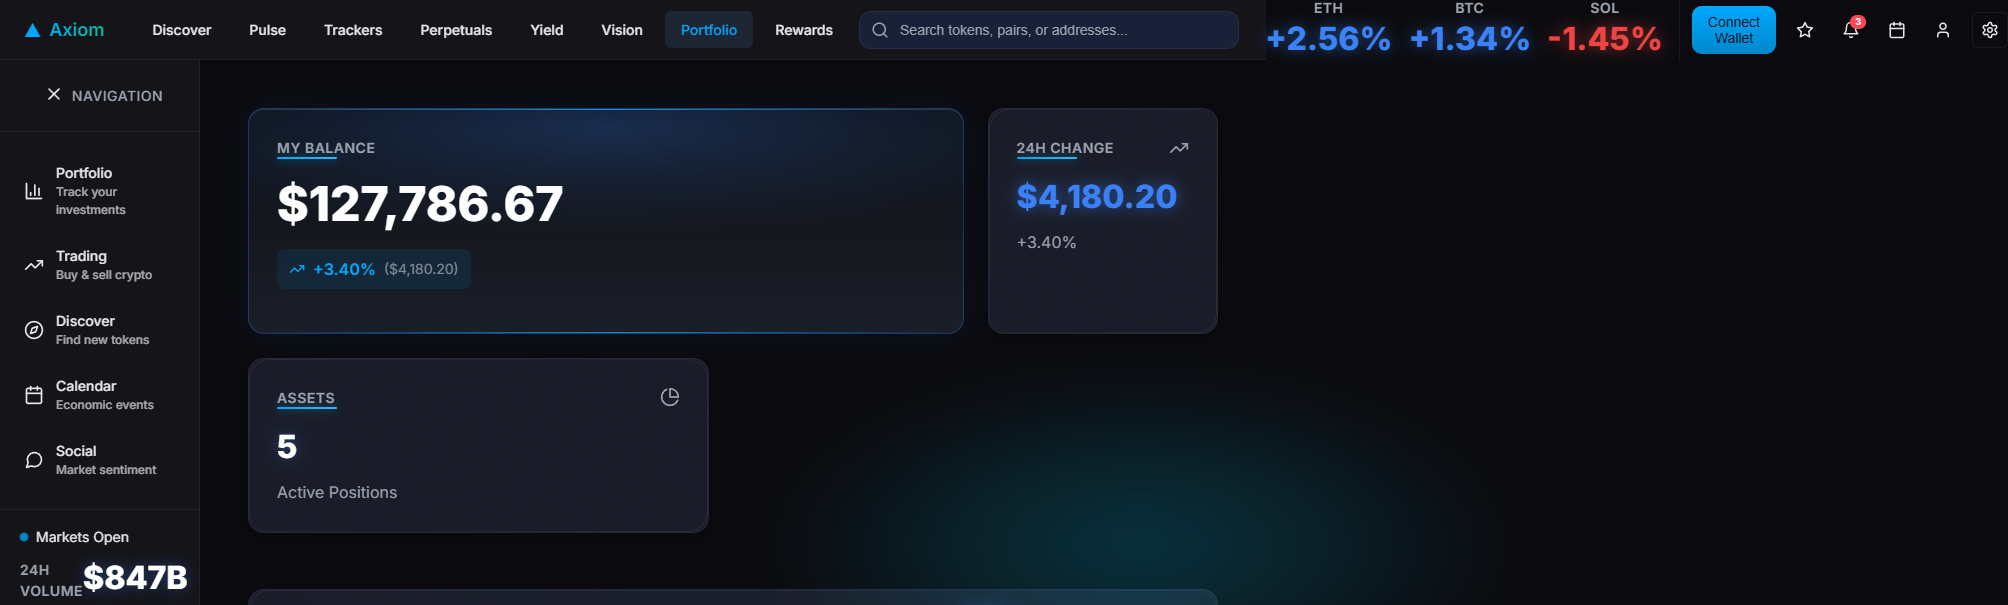 Axiom
Discover
Pulse
Trackers
Perpetuals
Yield
Vision
Portfolio
Rewards
Search tokens, pairs, or addresses...
ETH
+2.56%
BTC
+1.34%
SOL
-1.45%
Connect
Wallet
3
NAVIGATION
Portfolio
Track your
investments
Trading
Buy & sell crypto
Discover
Find new tokens
Calendar
Economic events
Social
Market sentiment
Markets Open
24H
VOLUME
$847B
MY BALANCE
$127,786.67
+3.40% ($4,180.20)
24H CHANGE
$4,180.20
+3.40%
ASSETS
5
Active Positions